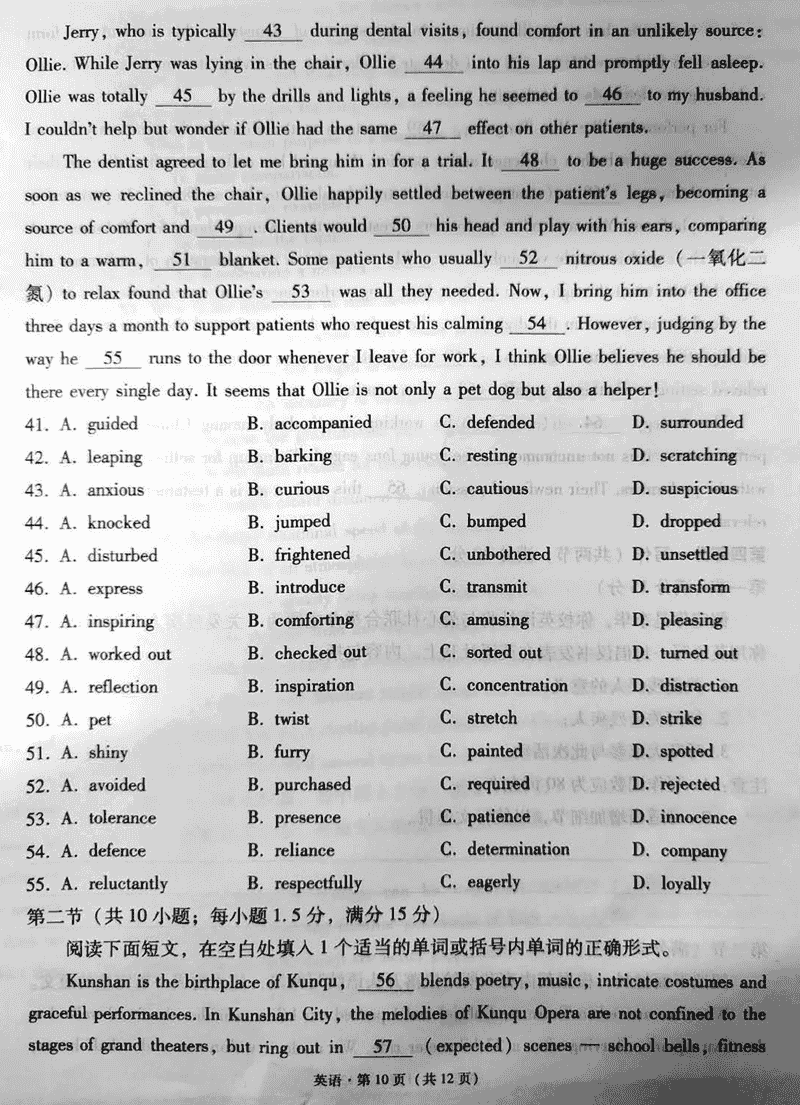 Jerry, who is typically 43 during dental visits, found comfort in an unlikely source:
Ollie. While Jerry was lying in the chair, Ollie 44 into his lap and promptly fell asleep.
Ollie was totally 45 by the drills and lights, a feeling he seemed to 46 to my husband.
I couldn't help but wonder if Ollie had the same 47 effect on other patients.
The dentist agreed to let me bring him in for a trial. It 48 to be a huge success. As
soon as we reclined the chair, Ollie happily settled between the patient's legs, becoming a
source of comfort and 49 . Clients would 50 his head and play with his ears, comparing
him to a warm, 51 blanket. Some patients who usually 52 nitrous oxide (一氧化二
氮) to relax found that Ollie's 53 was all they needed. Now, I bring him into the office
three days a month to support patients who request his calming 54 . However, judging by the
way he 55 runs to the door whenever I leave for work, I think Ollie believes he should be
there every single day. It seems that Ollie is not only a pet dog but also a helper!
41. A. guided B. accompanied C. defended D. surrounded
42. A. leaping B. barking C. resting D. scratching
43. A. anxious B. curious C. cautious D. suspicious
44. A. knocked B. jumped C. bumped D. dropped
45. A. disturbed B. frightened C. unbothered D. unsettled
46. A. express B. introduce C. transmit D. transform
47. A. inspiring B. comforting C. amusing D. pleasing
48. A. worked out B. checked out C. sorted out D. turned out
49. A. reflection B. inspiration C. concentration D. distraction
50. A. pet B. twist C. stretch D. strike
51. A. shiny B. furry C. painted D. spotted
52. A. avoided B. purchased C. required D. rejected
53. A. tolerance B. presence C. patience D. innocence
54. A. defence B. reliance C. determination D. company
55. A. reluctantly B. respectfully C. eagerly D. loyally
第二节(共10小题;每小题1.5分,满分15分)
阅读下面短文,在空白处填入1个适当的单词或括号内单词的正确形式。
Kunshan is the birthplace of Kunqu, 56 blends poetry, music, intricate costumes and
graceful performances. In Kunshan City, the melodies of Kunqu Opera are not confined to the
stages of grand theaters, but ring out in 57 (expected) scenes — school bells, fitness
英语·第10页(共12页)